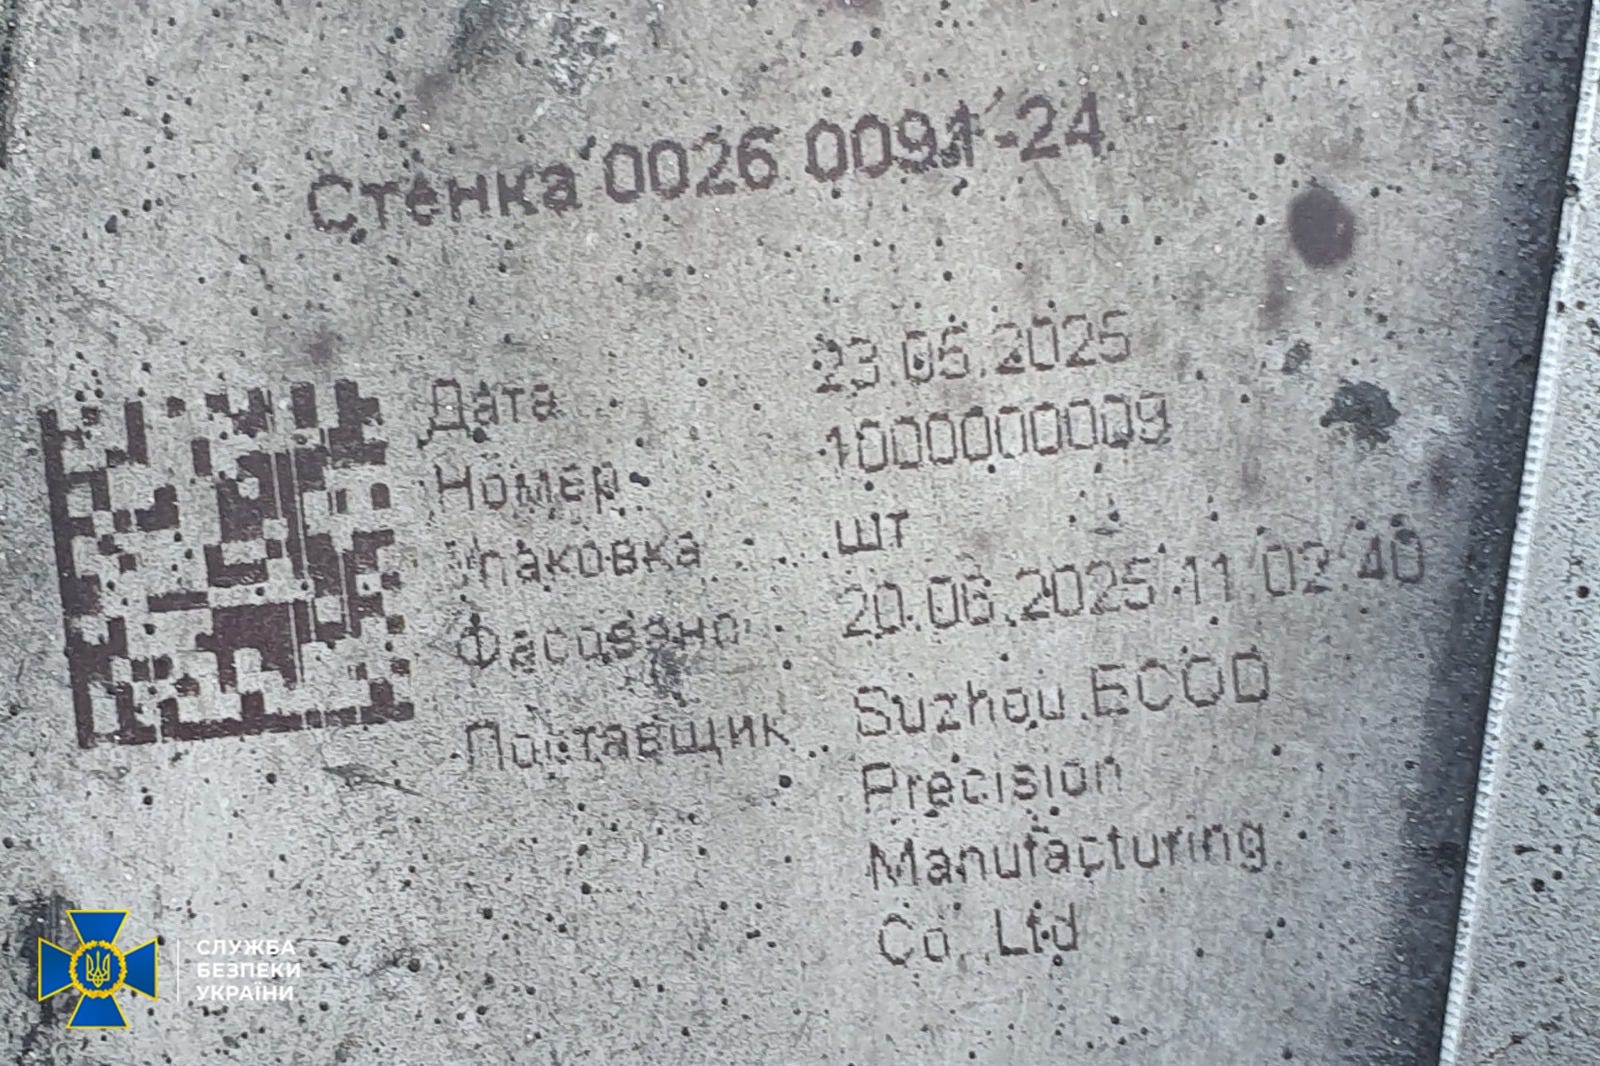 Стенка 0026 0091-24
Дата 23.06.2025
Номер 1000000009
Упаковка шт
Фасовано 20.06.2025 11:02:40
Поставщик Suzhou ECOD
Precision
Manufacturing
Co., Ltd
СЛУЖБА
БЕЗПЕКИ
УКРАЇНИ